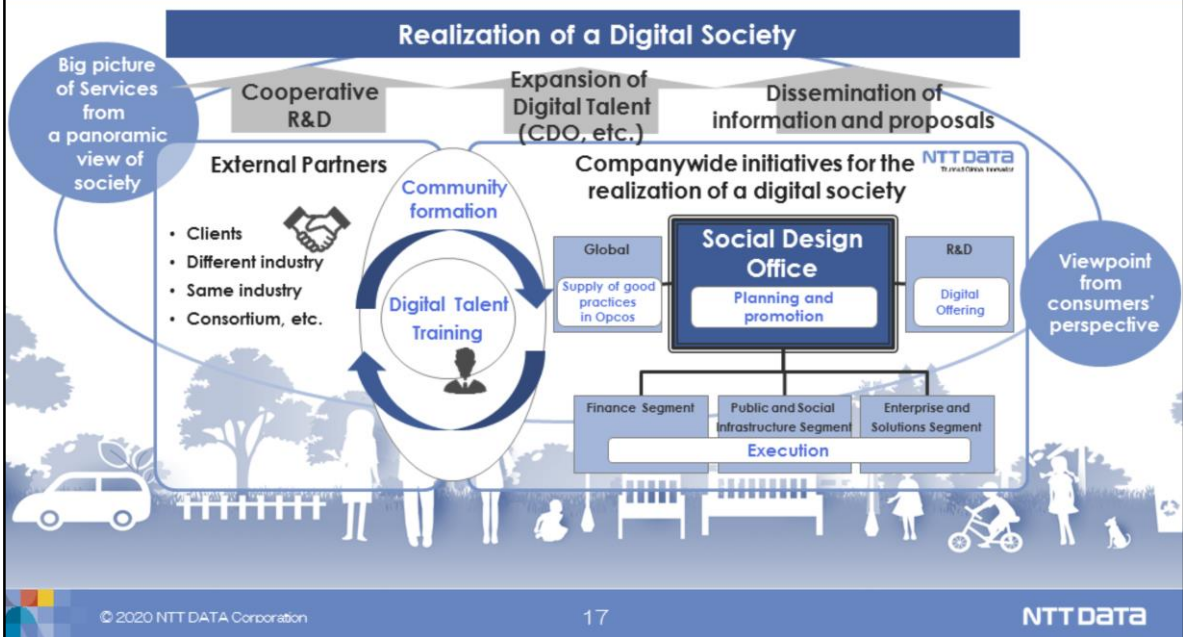 Realization of a Digital Society
Big picture
of Services
from
a panoramic
view of
society
Cooperative
R&D
Expansion of
Digital Talent
(CDO, etc.)
Dissemination of
information and proposals
External Partners
• Clients
• Different industry
• Same industry
• Consortium, etc.
Community
formation
Digital Talent
Training
Companywide initiatives for the
realization of a digital society
NTT DATA
Trusted Global Innovator
Global
Supply of good
practices
in Opcos
Social Design
Office
Planning and
promotion
R&D
Digital
Offering
Viewpoint
from
consumers’
perspective
Finance Segment
Public and Social
Infrastructure Segment
Enterprise and
Solutions Segment
Execution
© 2020 NTT DATA Corporation
17
NTT DATA